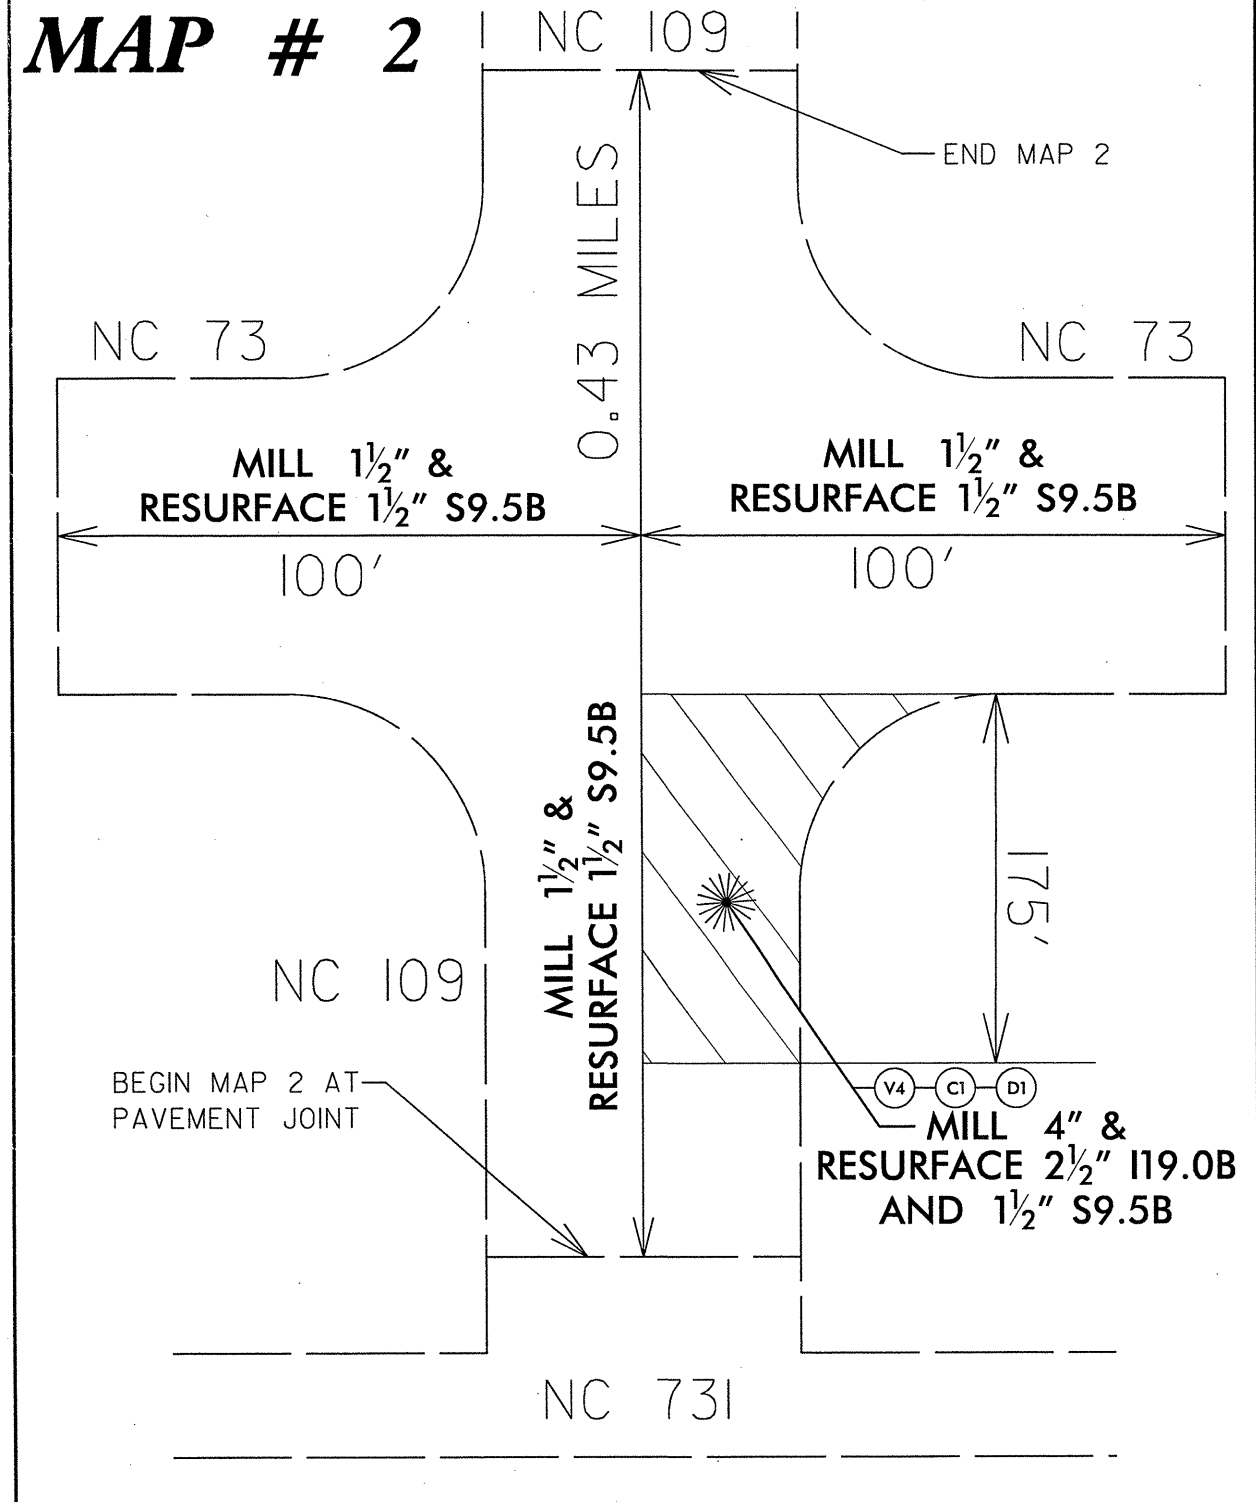 MAP # 2
NC 109
END MAP 2
0.43 MILES
NC 73
NC 73
MILL 1½" &
RESURFACE 1½" S9.5B
MILL 1½" &
RESURFACE 1½" S9.5B
100'
100'
MILL 1½" &
RESURFACE 1½" S9.5B
175'
NC 109
BEGIN MAP 2 AT
PAVEMENT JOINT
V4 C1 D1
MILL 4" &
RESURFACE 2½" I19.0B
AND 1½" S9.5B
NC 731